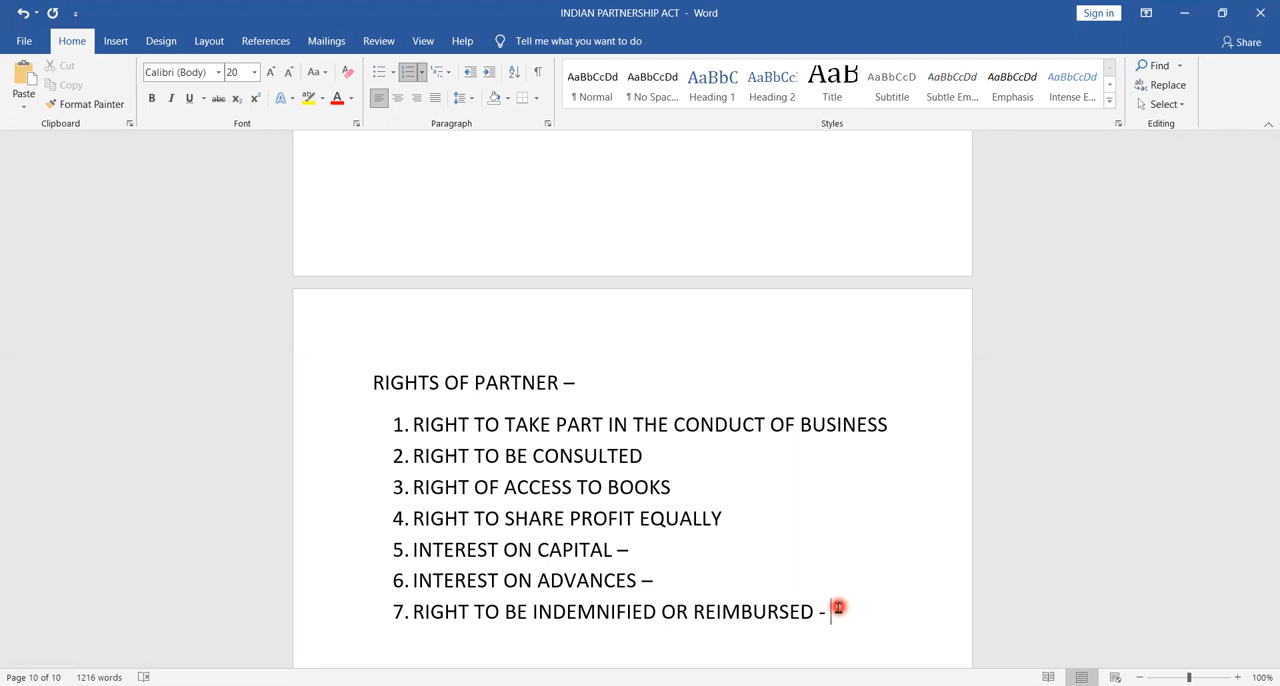 INDIAN PARTNERSHIP ACT - Word
Sign in
File Home Insert Design Layout References Mailings Review View Help Tell me what you want to do Share
Paste
Cut
Copy
Format Painter
Clipboard
Calibri (Body) 20
Font
Paragraph
AaBbCcDd AaBbCcDd AaBbC AaBbCc AaB AaBbCcD AaBbCcDd AaBbCcDd AaBbCcDd
¶ Normal ¶ No Spac... Heading 1 Heading 2 Title Subtitle Subtle Em... Emphasis Intense E...
Styles
Find
Replace
Select
Editing
RIGHTS OF PARTNER –
1. RIGHT TO TAKE PART IN THE CONDUCT OF BUSINESS
2. RIGHT TO BE CONSULTED
3. RIGHT OF ACCESS TO BOOKS
4. RIGHT TO SHARE PROFIT EQUALLY
5. INTEREST ON CAPITAL –
6. INTEREST ON ADVANCES –
7. RIGHT TO BE INDEMNIFIED OR REIMBURSED -
Page 10 of 10 1216 words 100%